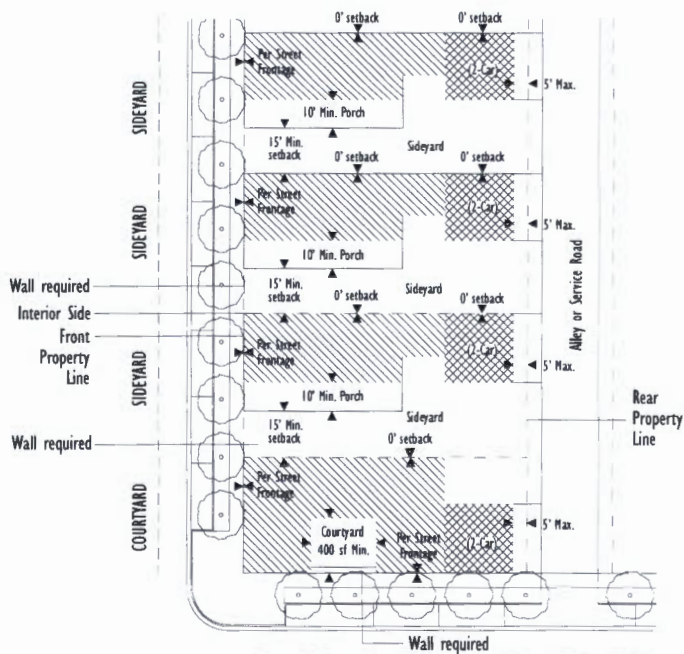 0' setback
0' setback
Per Street
Frontage
(2-Car)
5' Max.
SIDEYARD
10' Min. Porch
15' Min.
setback
Sideyard
0' setback
0' setback
Per Street
Frontage
(2-Car)
5' Max.
SIDEYARD
10' Min. Porch
Wall required
15' Min.
setback
Sideyard
Alley or Service Road
Interior Side
0' setback
0' setback
Front
Property
Line
Per Street
Frontage
(2-Car)
5' Max.
SIDEYARD
10' Min. Porch
Rear
Property
Line
15' Min.
setback
Sideyard
Wall required
0' setback
Per Street
Frontage
COURTYARD
Courtyard
400 sf Min.
Per Street
Frontage
(2-Car)
5' Max.
Wall required